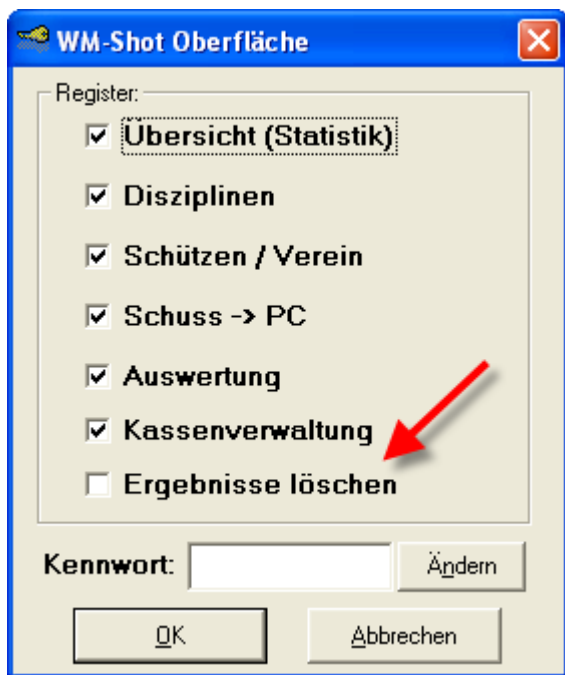 WM-Shot Oberfläche
Register:
Übersicht (Statistik)
Disziplinen
Schützen / Verein
Schuss -> PC
Auswertung
Kassenverwaltung
Ergebnisse löschen
Kennwort: Ändern
OK Abbrechen